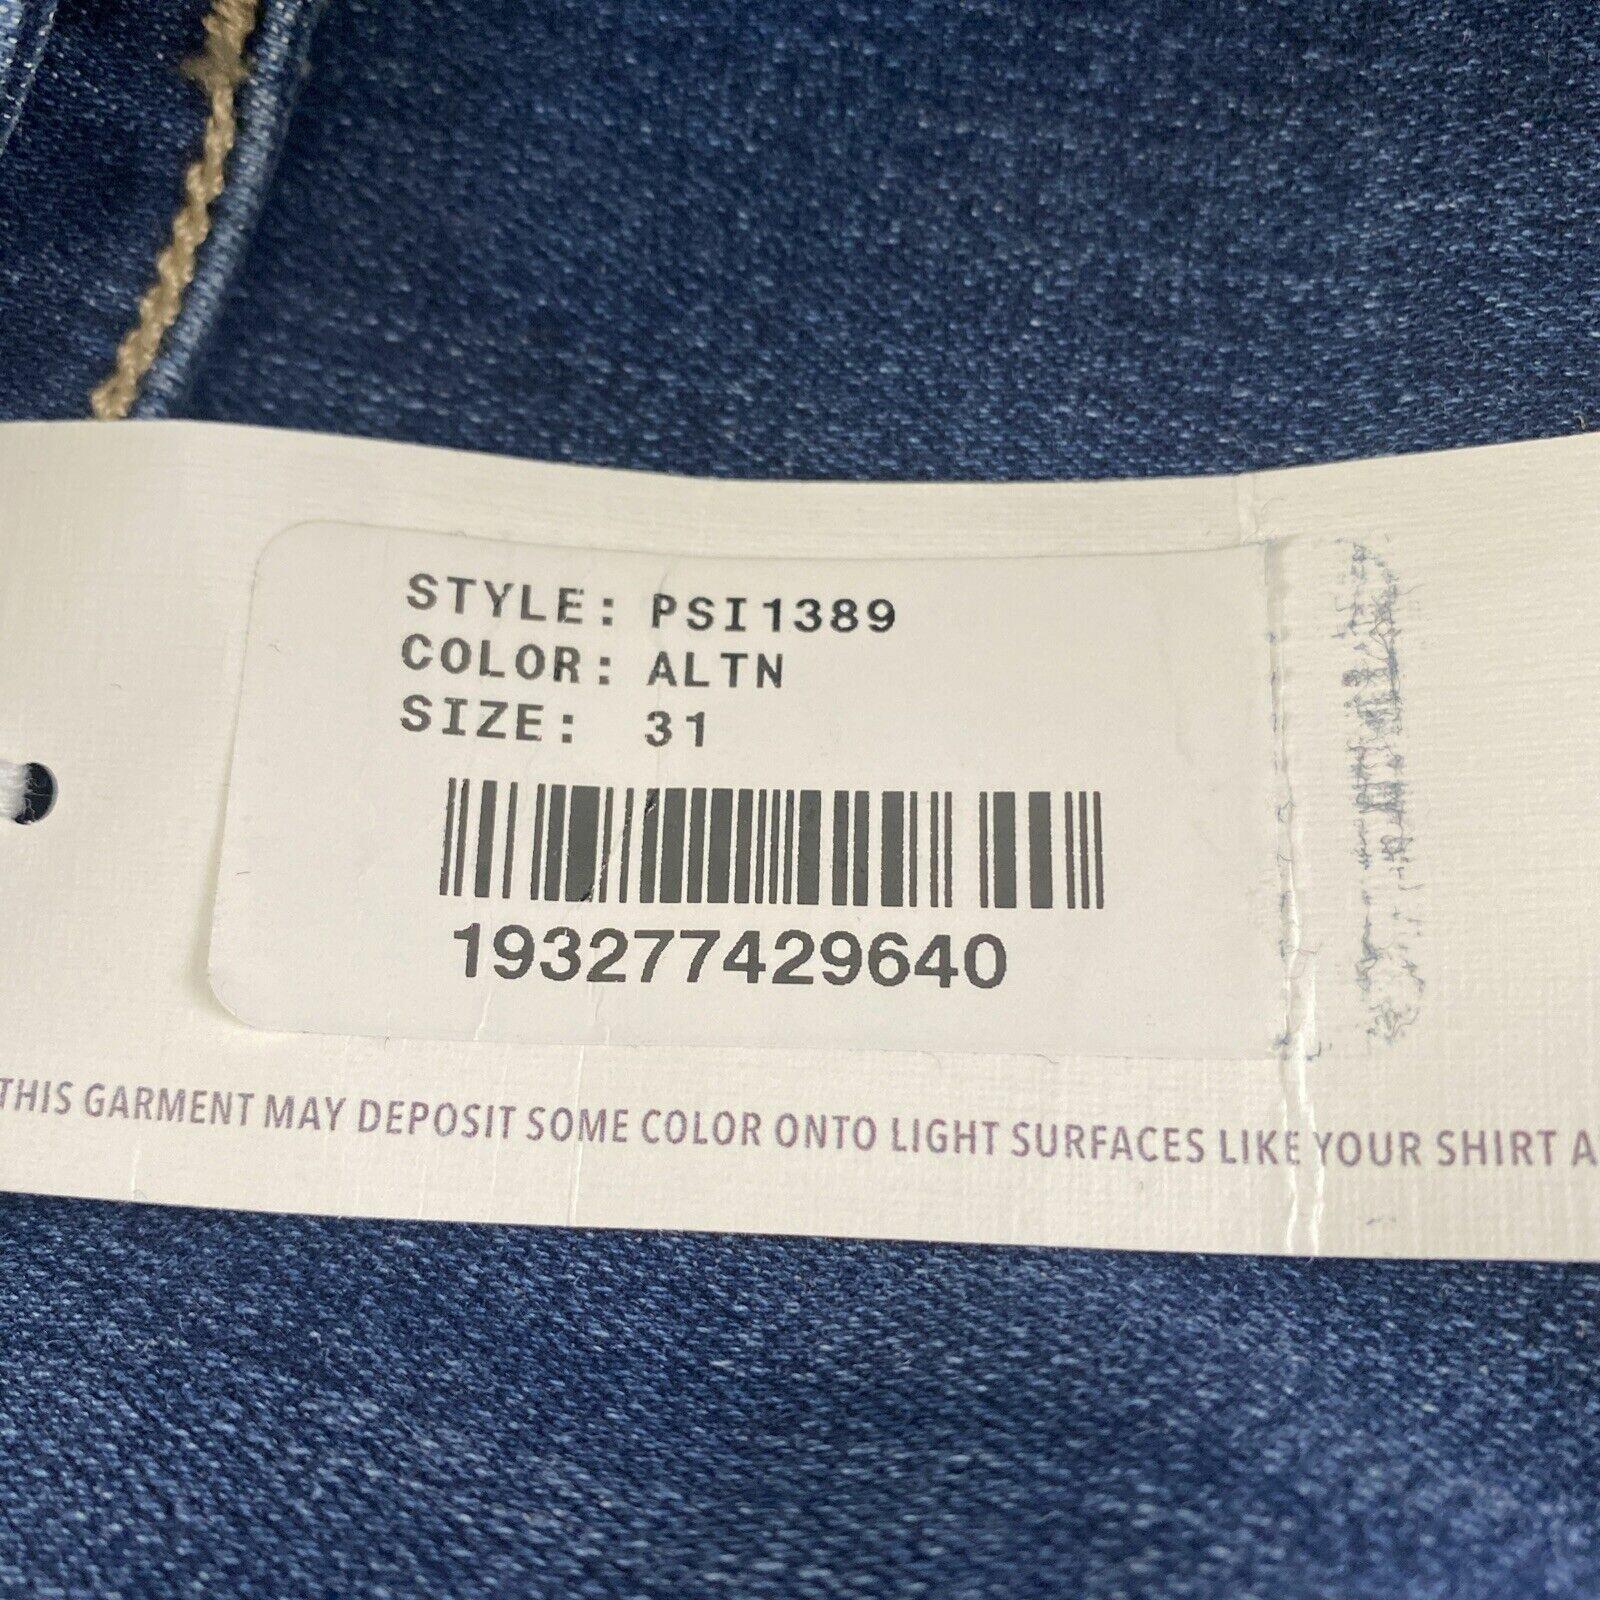 STYLE: PSI1389
COLOR: ALTN
SIZE: 31
193277429640
THIS GARMENT MAY DEPOSIT SOME COLOR ONTO LIGHT SURFACES LIKE YOUR SHIRT A